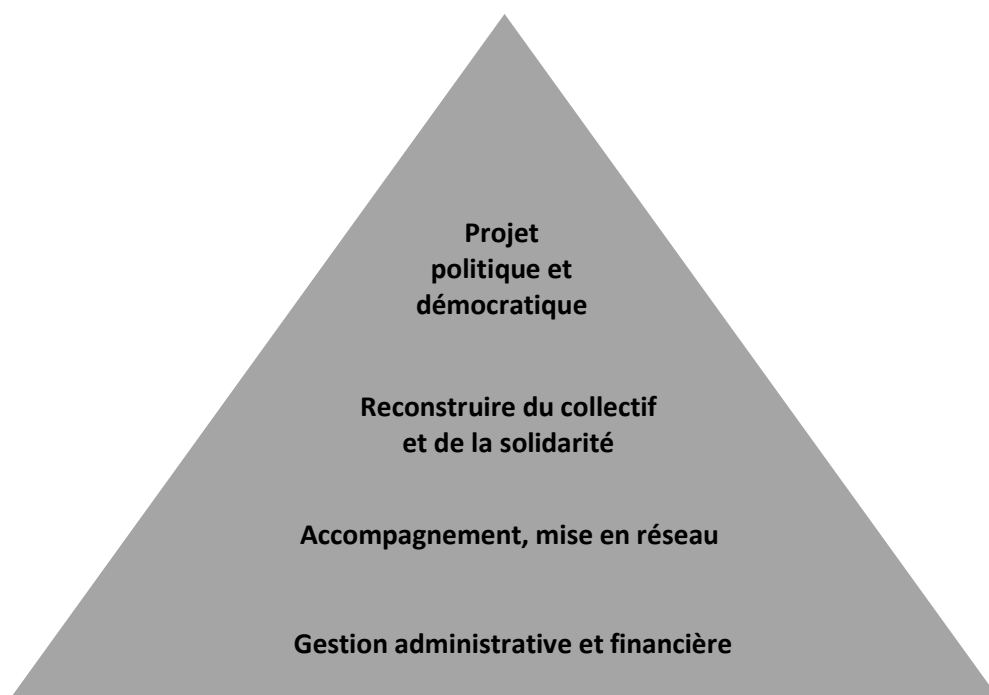 Projet
politique et
démocratique
Reconstruire du collectif
et de la solidarité
Accompagnement, mise en réseau
Gestion administrative et financière